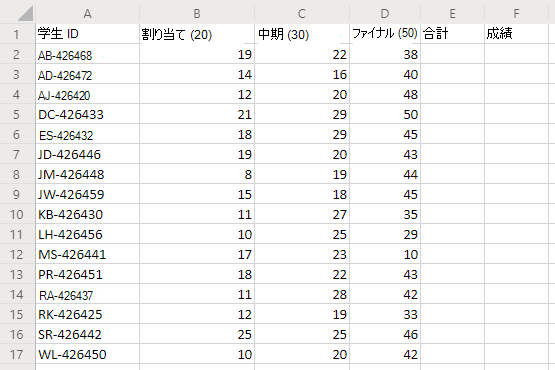 A B C D E F
1 学生 ID 割り当て (20) 中期 (30) ファイナル (50) 合計 成績
2 AB-426468 19 22 38
3 AD-426472 14 16 40
4 AJ-426420 12 20 48
5 DC-426433 21 29 50
6 ES-426432 18 29 45
7 JD-426446 19 20 43
8 JM-426448 8 19 44
9 JW-426459 15 18 45
10 KB-426430 11 27 35
11 LH-426456 10 25 29
12 MS-426441 17 23 10
13 PR-426451 18 22 43
14 RA-426437 11 28 42
15 RK-426425 12 19 33
16 SR-426442 25 25 46
17 WL-426450 10 20 42